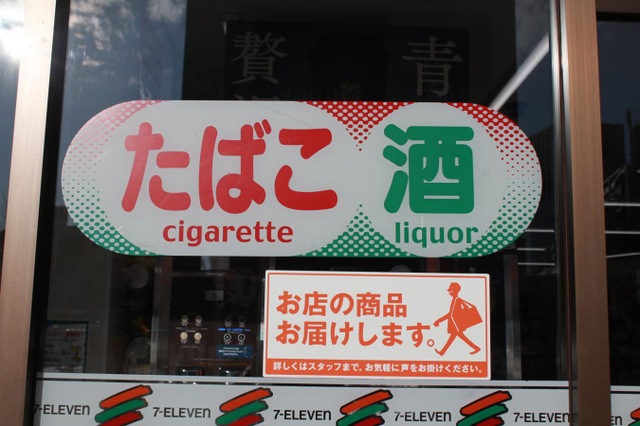 贅 青
たばこ 酒
cigarette liquor
お店の商品
お届けします。
詳しくはスタッフまで、お気軽に声をお掛けください。
7-ELEVEN 7-ELEVEN 7-ELEVEN 7-ELEVEN 7-ELEVEN